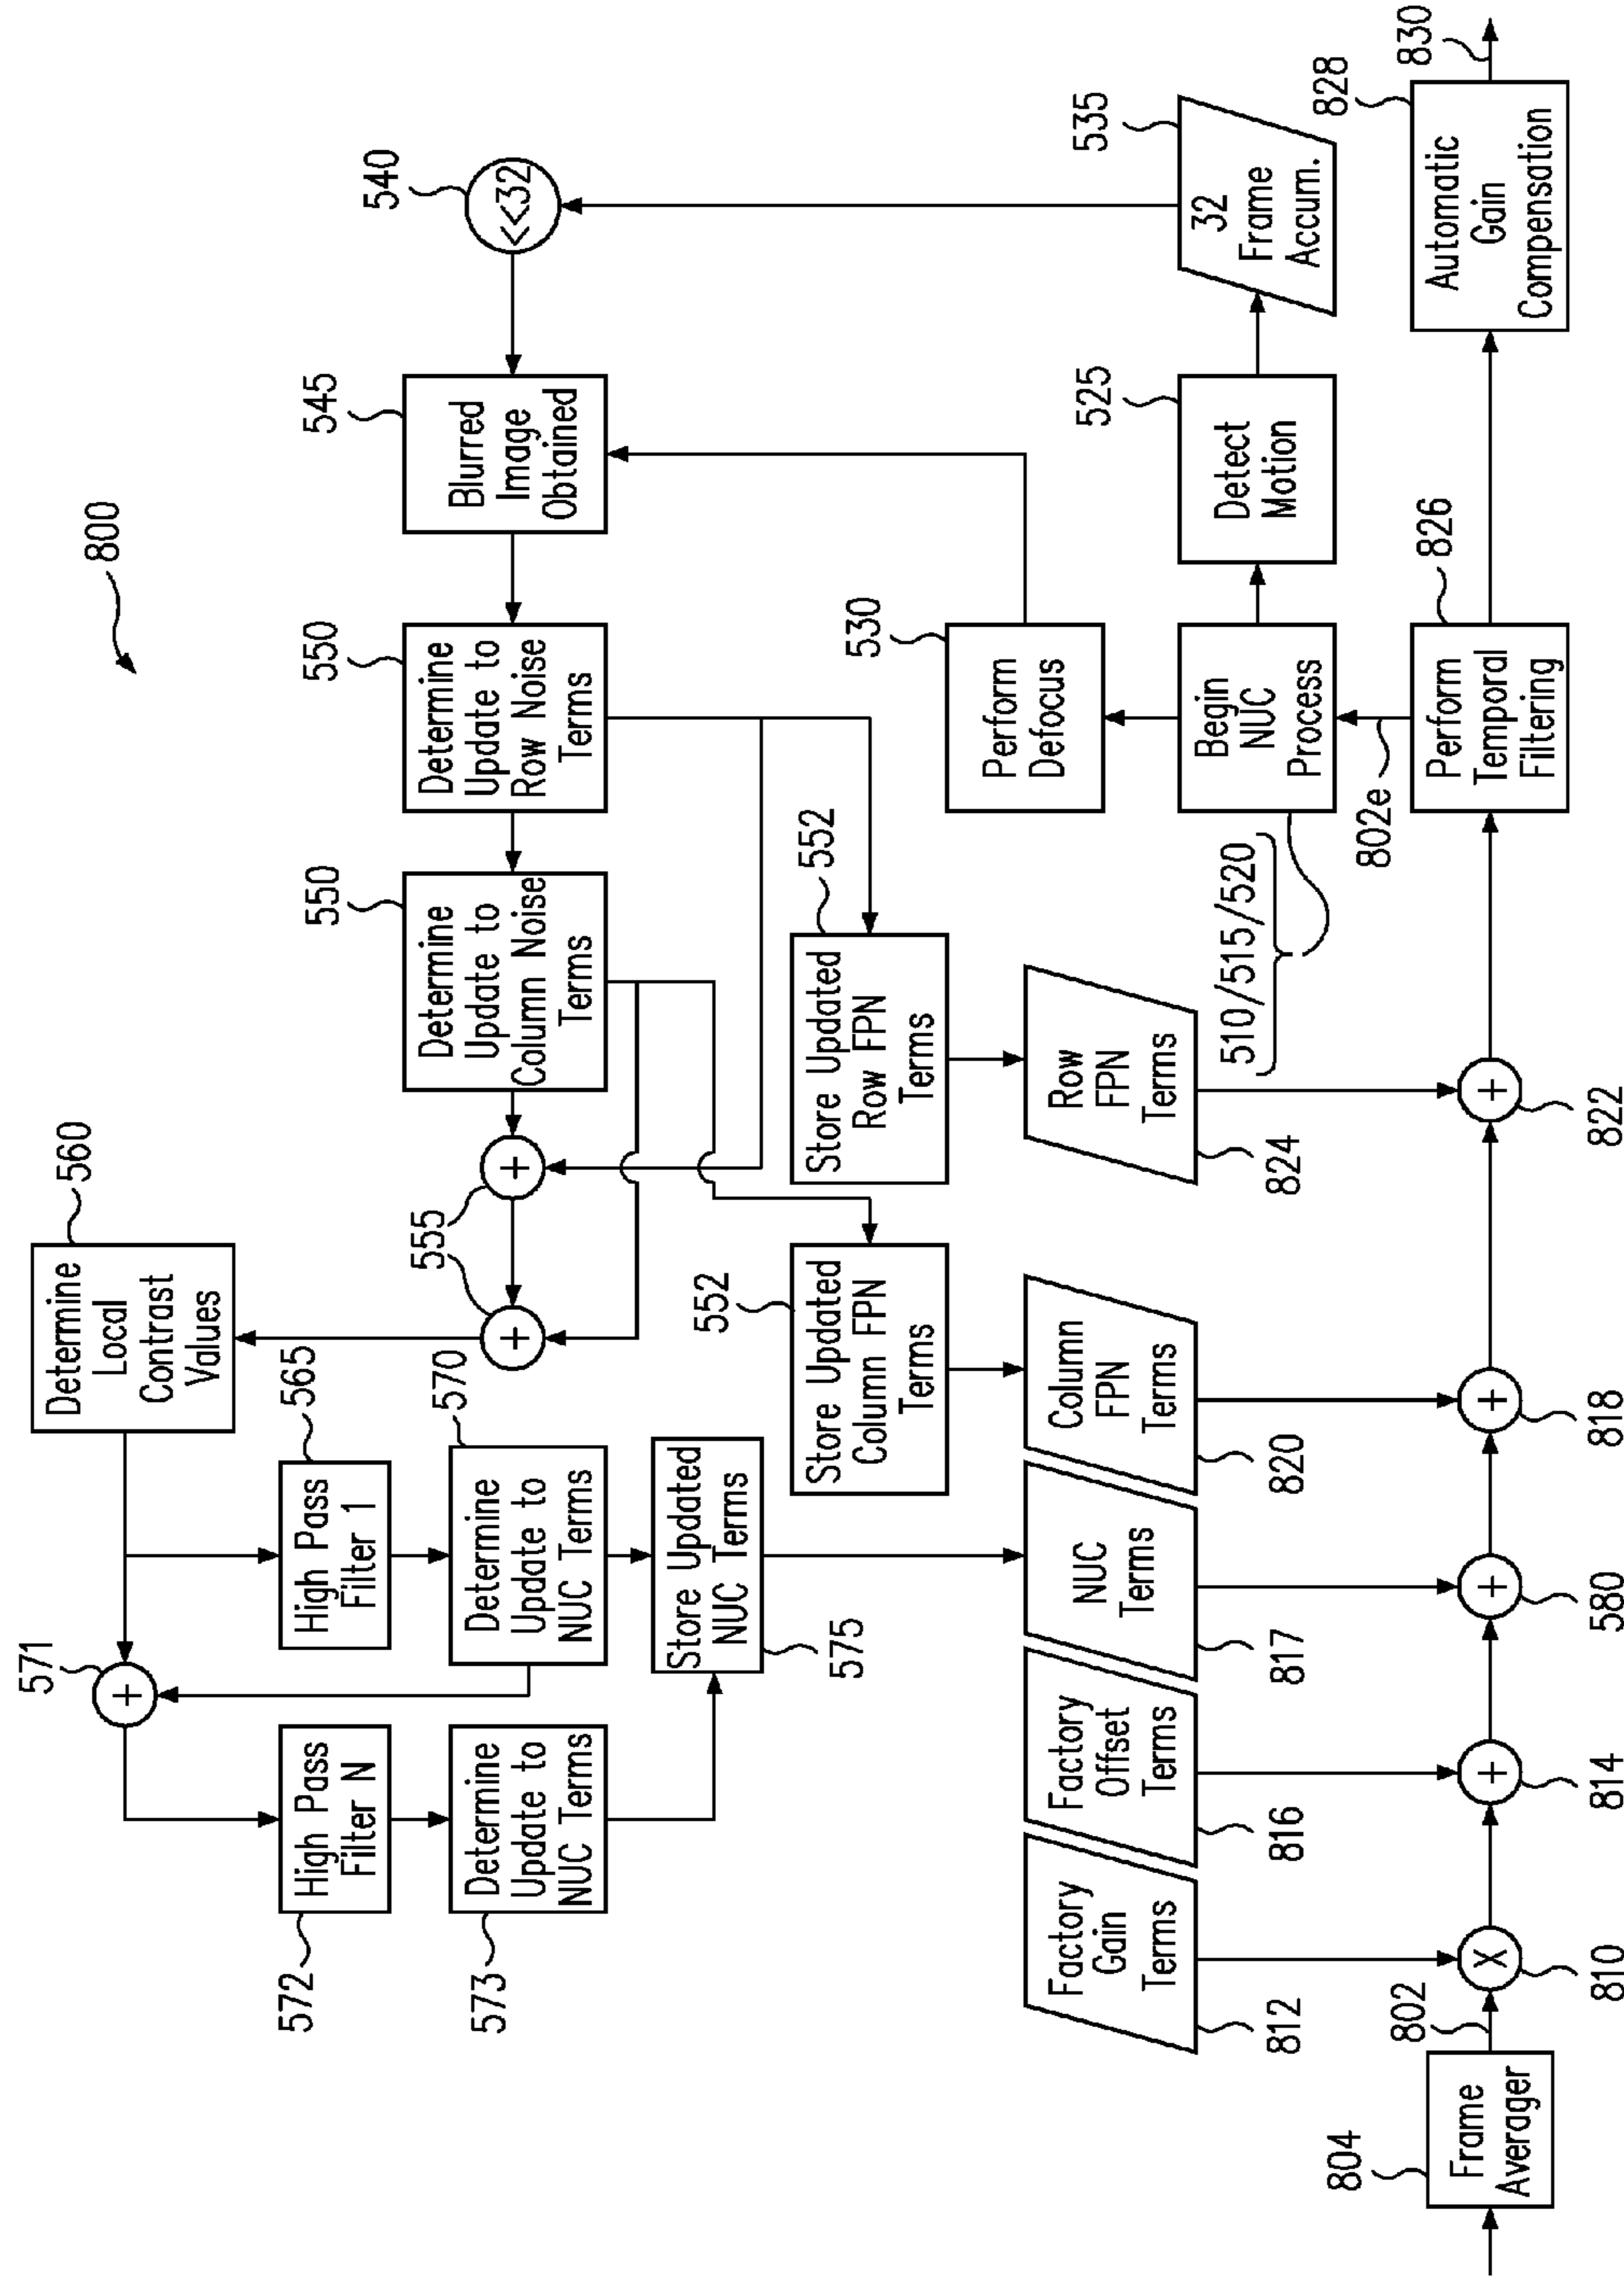 800
560
Determine
Local
Contrast
Values
571
572
High Pass
Filter N
573
Determine
Update to
NUC Terms
565
High Pass
Filter 1
570
Determine
Update to
NUC Terms
Store Updated
NUC Terms
575
555
550
Determine
Update to
Column Noise
Terms
550
Determine
Update to
Row Noise
Terms
545
Blurred
Image
Obtained
540
<<32
552
Store Updated
Column FPN
Terms
552
Store Updated
Row FPN
Terms
530
Perform
Defocus
510/515/520
Begin
NUC
Process
525
Detect
Motion
535
32
Frame
Accum.
Factory
Gain
Terms
812
Factory
Offset
Terms
816
NUC
Terms
817
Column
FPN
Terms
820
Row
FPN
Terms
824
804
Frame
Averager
802
X
810
+
814
+
580
+
818
+
822
802e
826
Perform
Temporal
Filtering
828
Automatic
Gain
Compensation
830
+
+
+